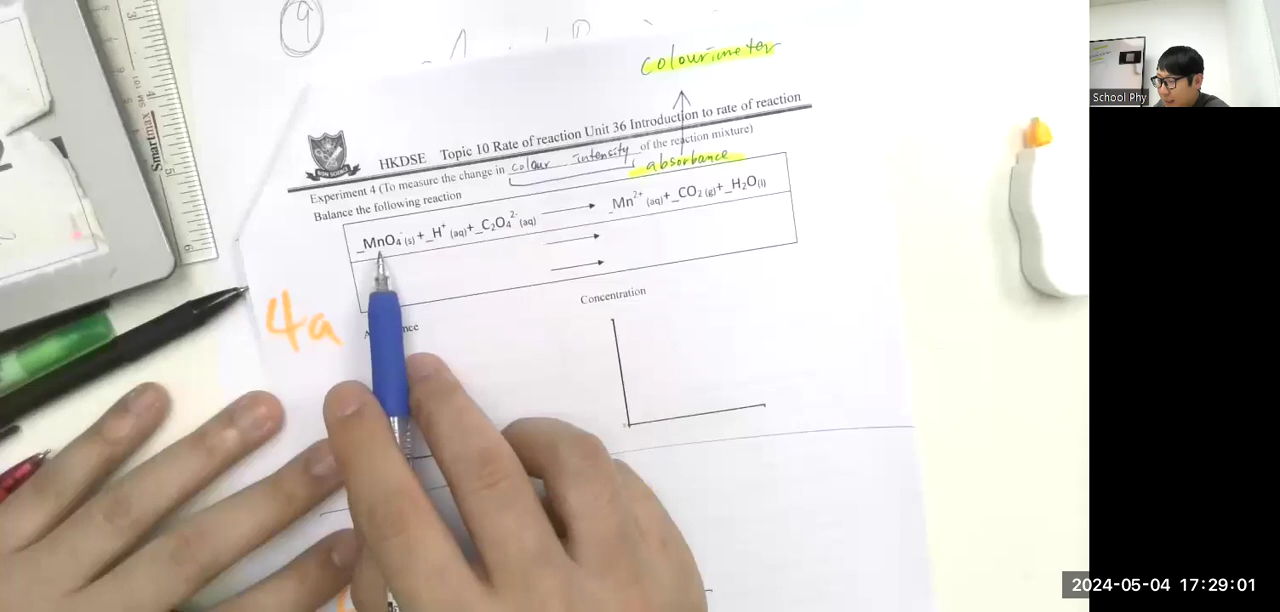 9
colourimeter
HKDSE Topic 10 Rate of reaction Unit 36 Introduction to rate of reaction
Experiment 4 (To measure the change in colour intensity of the reaction mixture)
absorbance
Balance the following reaction
_MnO₄⁻(s) + _H⁺(aq) + _C₂O₄²⁻(aq) → _Mn²⁺(aq) + _CO₂(g) + _H₂O(l)
→
→
Concentration
4a
Smartmax
School Phy
2024-05-04 17:29:01